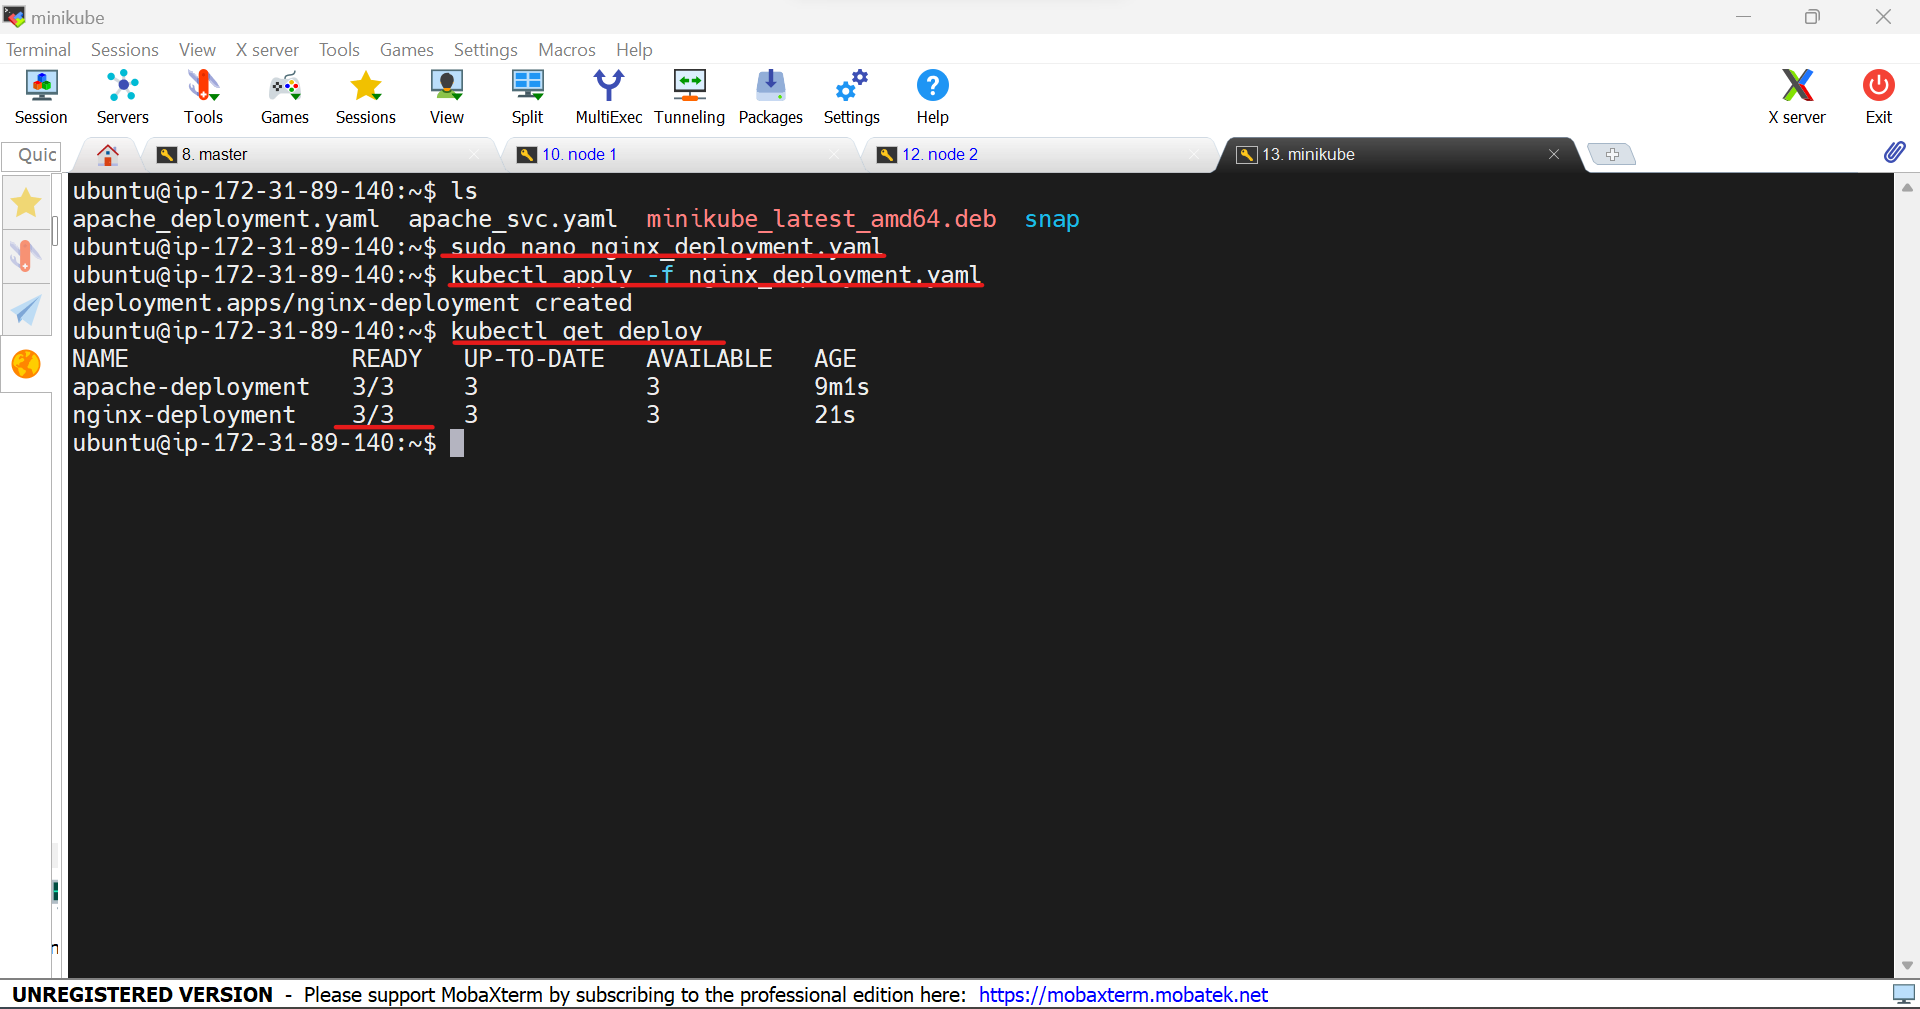 minikube
Terminal Sessions View X server Tools Games Settings Macros Help
Session Servers Tools Games Sessions View Split MultiExec Tunneling Packages Settings Help X server Exit
Quic 8. master 10. node 1 12. node 2 13. minikube
ubuntu@ip-172-31-89-140:~$ ls
apache_deployment.yaml  apache_svc.yaml  minikube_latest_amd64.deb  snap
ubuntu@ip-172-31-89-140:~$ sudo nano nginx_deployment.yaml
ubuntu@ip-172-31-89-140:~$ kubectl apply -f nginx_deployment.yaml
deployment.apps/nginx-deployment created
ubuntu@ip-172-31-89-140:~$ kubectl get deploy
NAME                READY   UP-TO-DATE   AVAILABLE   AGE
apache-deployment   3/3     3            3           9m1s
nginx-deployment    3/3     3            3           21s
ubuntu@ip-172-31-89-140:~$
UNREGISTERED VERSION - Please support MobaXterm by subscribing to the professional edition here: https://mobaxterm.mobatek.net